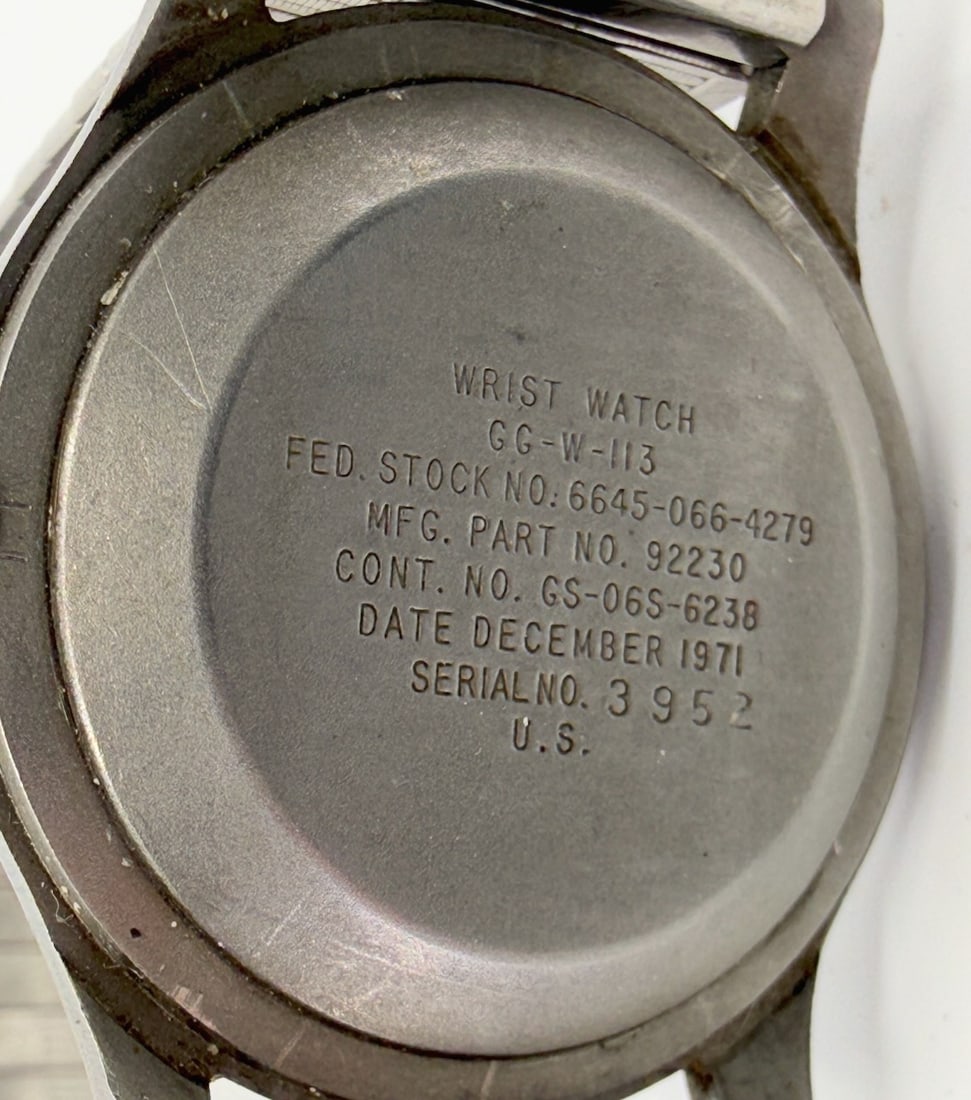 WRIST WATCH
GG-W-113
FED. STOCK NO: 6645-066-4279
MFG. PART NO. 92230
CONT. NO. GS-06S-6238
DATE DECEMBER 1971
SERIAL NO. 3952
U.S.